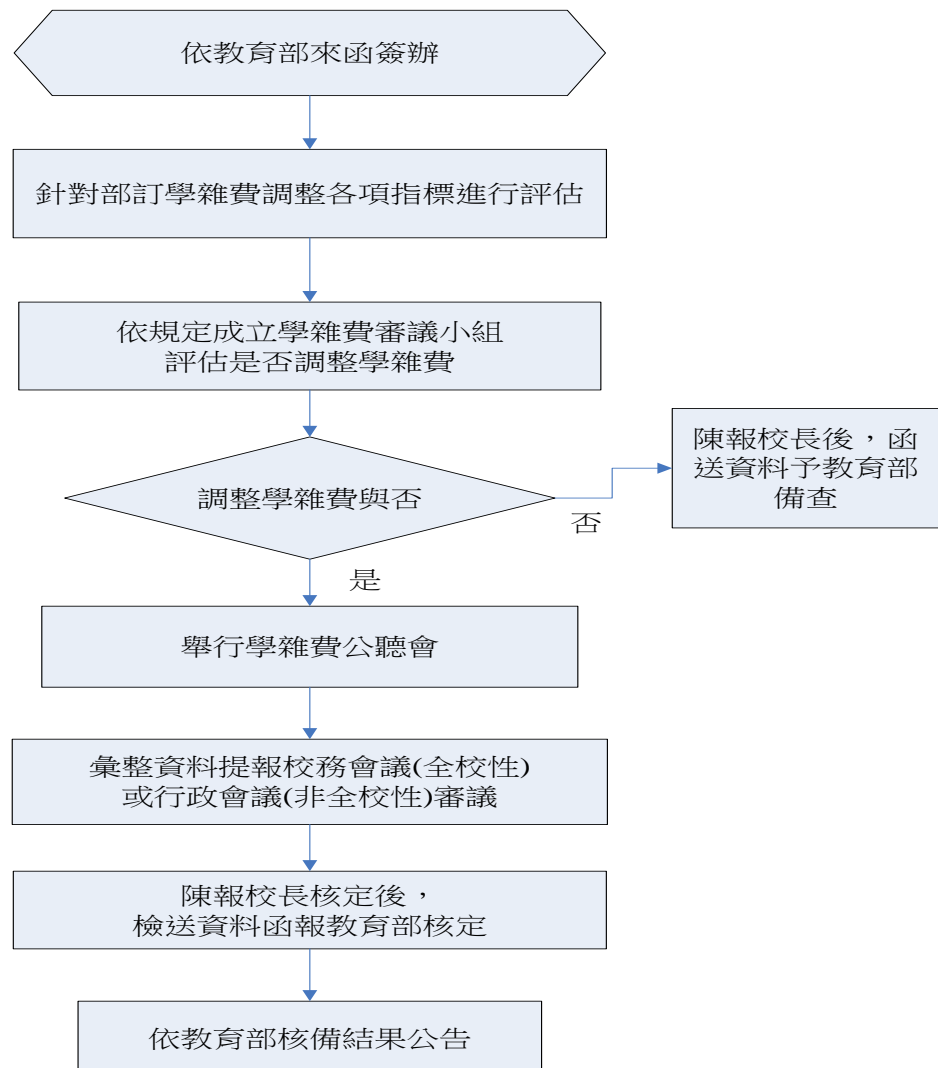 依教育部來函簽辦
針對部訂學雜費調整各項指標進行評估
依規定成立學雜費審議小組
評估是否調整學雜費
調整學雜費與否
否
陳報校長後，函
送資料予教育部
備查
是
舉行學雜費公聽會
彙整資料提報校務會議(全校性)
或行政會議(非全校性)審議
陳報校長核定後，
檢送資料函報教育部核定
依教育部核備結果公告